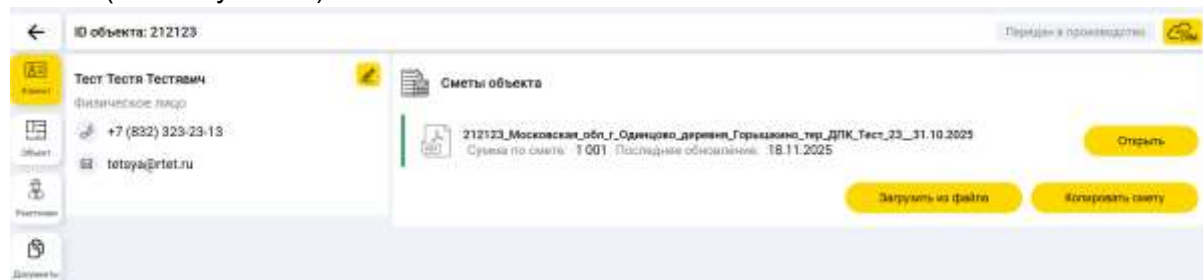 ID объекта: 212123
Передан в производство
Клиент
Тест Тестя Тестявич
Физическое лицо
+7 (832) 323-23-13
tetsya@rtet.ru
Сметы объекта
212123_Московская_обл_г_Одинцово_деревня_Горышкино_тер_ДПК_Тест_23__31.10.2025
Сумма по смете: 1 001 Последнее обновление: 18.11.2025
Открыть
Объект
Загрузить из файла
Копировать смету
Участники
Документы